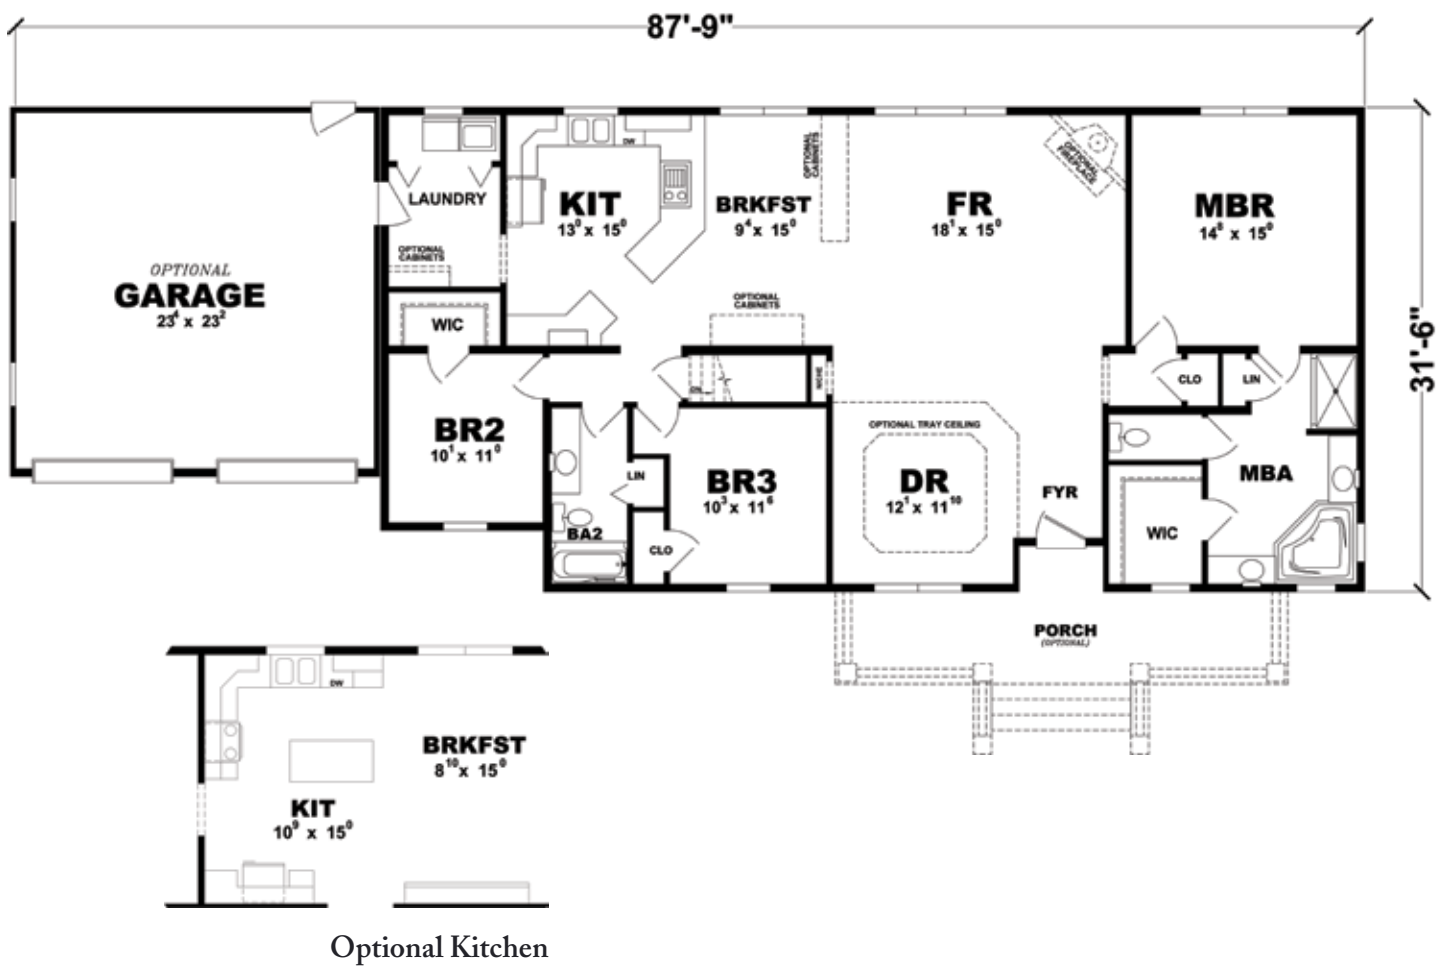 87'-9"
31'-6"
OPTIONAL
GARAGE
23⁴ x 23²
LAUNDRY
OPTIONAL
CABINETS
WIC
KIT
13⁰ x 15⁰
DW
BRKFST
9⁴ x 15⁰
OPTIONAL
CABINETS
OPTIONAL
CABINETS
FR
18¹ x 15⁰
OPTIONAL
FIREPLACE
MBR
14⁸ x 15⁰
BR2
10¹ x 11⁰
DN
NICHE
CLO
LIN
OPTIONAL TRAY CEILING
DR
12¹ x 11¹⁰
FYR
MBA
WIC
LIN
BR3
10³ x 11⁶
BA2
CLO
PORCH
(OPTIONAL)
DW
BRKFST
8¹⁰ x 15⁰
KIT
10⁹ x 15⁰
Optional Kitchen